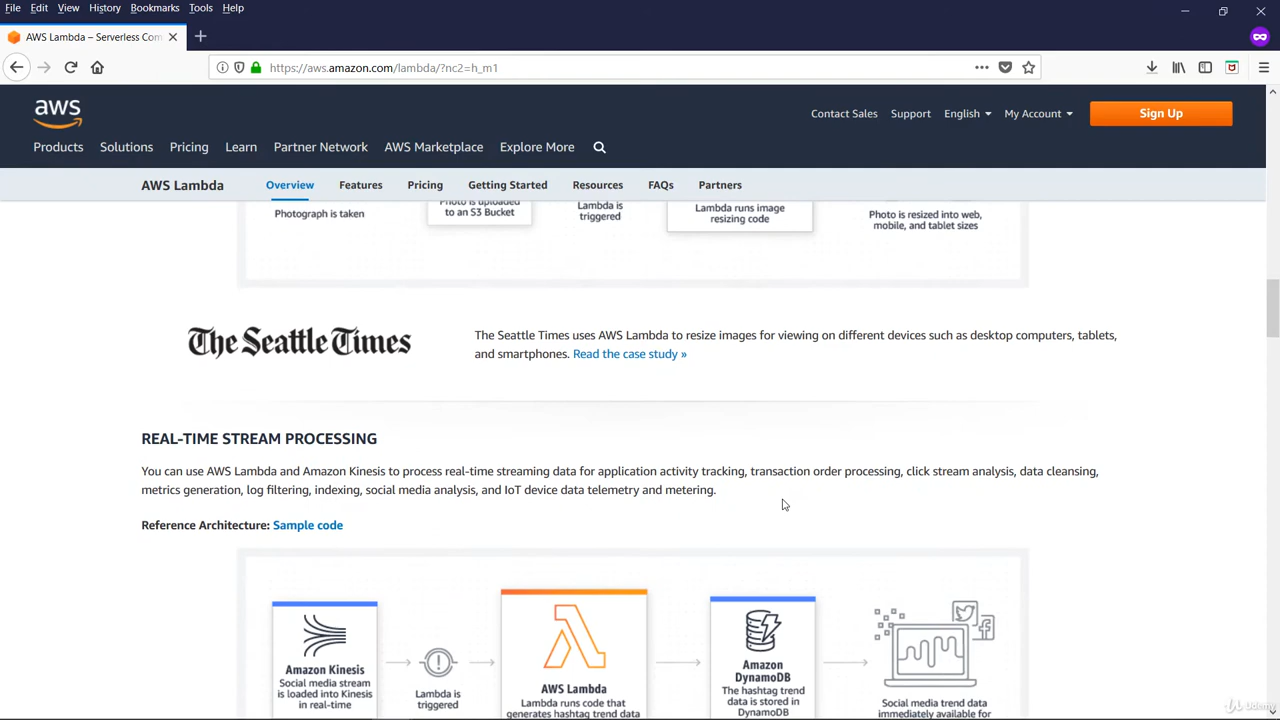 File Edit View History Bookmarks Tools Help
AWS Lambda – Serverless Com
https://aws.amazon.com/lambda/?nc2=h_m1
aws
Contact Sales Support English My Account Sign Up
Products Solutions Pricing Learn Partner Network AWS Marketplace Explore More
AWS Lambda Overview Features Pricing Getting Started Resources FAQs Partners
Photograph is taken
Photo is uploaded
to an S3 Bucket
Lambda is
triggered
Lambda runs image
resizing code
Photo is resized into web,
mobile, and tablet sizes
The Seattle Times
The Seattle Times uses AWS Lambda to resize images for viewing on different devices such as desktop computers, tablets,
and smartphones. Read the case study »
REAL-TIME STREAM PROCESSING
You can use AWS Lambda and Amazon Kinesis to process real-time streaming data for application activity tracking, transaction order processing, click stream analysis, data cleansing,
metrics generation, log filtering, indexing, social media analysis, and IoT device data telemetry and metering.
Reference Architecture: Sample code
Amazon Kinesis
Social media stream
is loaded into Kinesis
in real-time
Lambda is
triggered
AWS Lambda
Lambda runs code that
generates hashtag trend data
Amazon
DynamoDB
The hashtag trend
data is stored in
DynamoDB
Social media trend data
immediately available for
Udemy